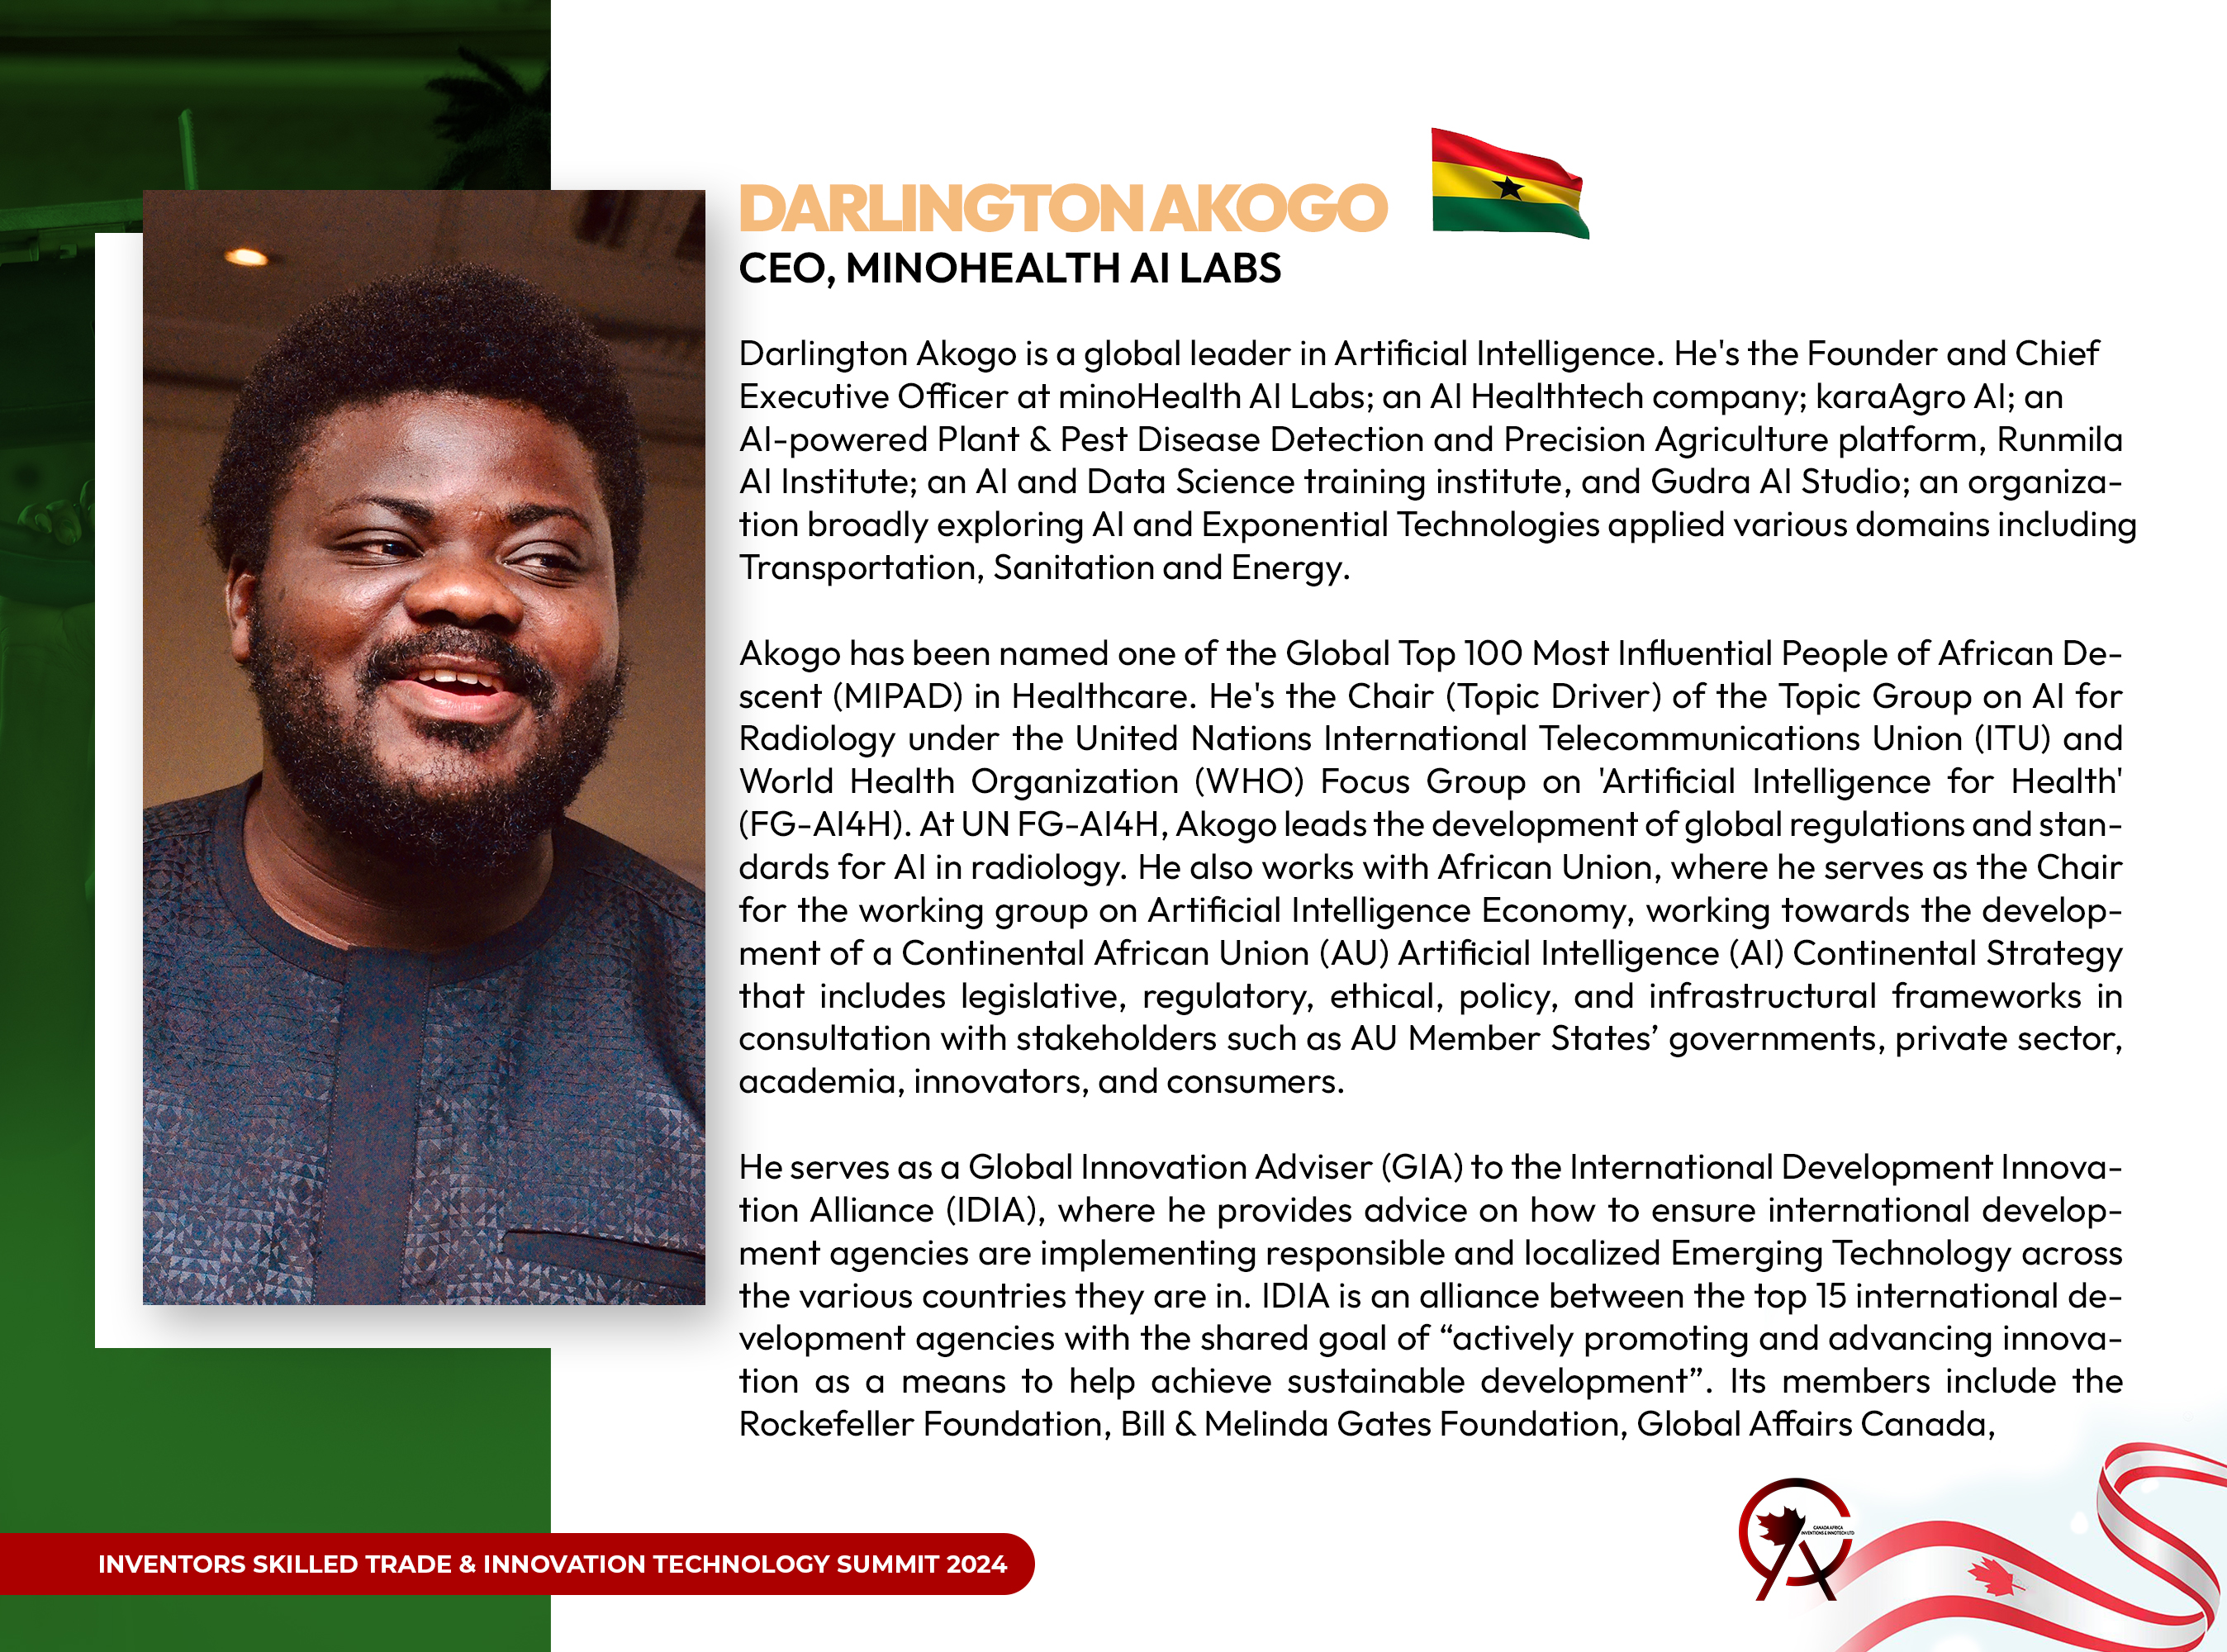 DARLINGTON AKOGO
CEO, MINOHEALTH AI LABS
Darlington Akogo is a global leader in Artificial Intelligence. He's the Founder and Chief
Executive Officer at minoHealth AI Labs; an AI Healthtech company; karaAgro AI; an
AI-powered Plant & Pest Disease Detection and Precision Agriculture platform, Runmila
AI Institute; an AI and Data Science training institute, and Gudra AI Studio; an organiza-
tion broadly exploring AI and Exponential Technologies applied various domains including
Transportation, Sanitation and Energy.
Akogo has been named one of the Global Top 100 Most Influential People of African De-
scent (MIPAD) in Healthcare. He's the Chair (Topic Driver) of the Topic Group on AI for
Radiology under the United Nations International Telecommunications Union (ITU) and
World Health Organization (WHO) Focus Group on 'Artificial Intelligence for Health'
(FG-AI4H). At UN FG-AI4H, Akogo leads the development of global regulations and stan-
dards for AI in radiology. He also works with African Union, where he serves as the Chair
for the working group on Artificial Intelligence Economy, working towards the develop-
ment of a Continental African Union (AU) Artificial Intelligence (AI) Continental Strategy
that includes legislative, regulatory, ethical, policy, and infrastructural frameworks in
consultation with stakeholders such as AU Member States’ governments, private sector,
academia, innovators, and consumers.
He serves as a Global Innovation Adviser (GIA) to the International Development Innova-
tion Alliance (IDIA), where he provides advice on how to ensure international develop-
ment agencies are implementing responsible and localized Emerging Technology across
the various countries they are in. IDIA is an alliance between the top 15 international de-
velopment agencies with the shared goal of “actively promoting and advancing innova-
tion as a means to help achieve sustainable development”. Its members include the
Rockefeller Foundation, Bill & Melinda Gates Foundation, Global Affairs Canada,
CANADA AFRICA
INVENTIONS & INNOTECH LTD
INVENTORS SKILLED TRADE & INNOVATION TECHNOLOGY SUMMIT 2024